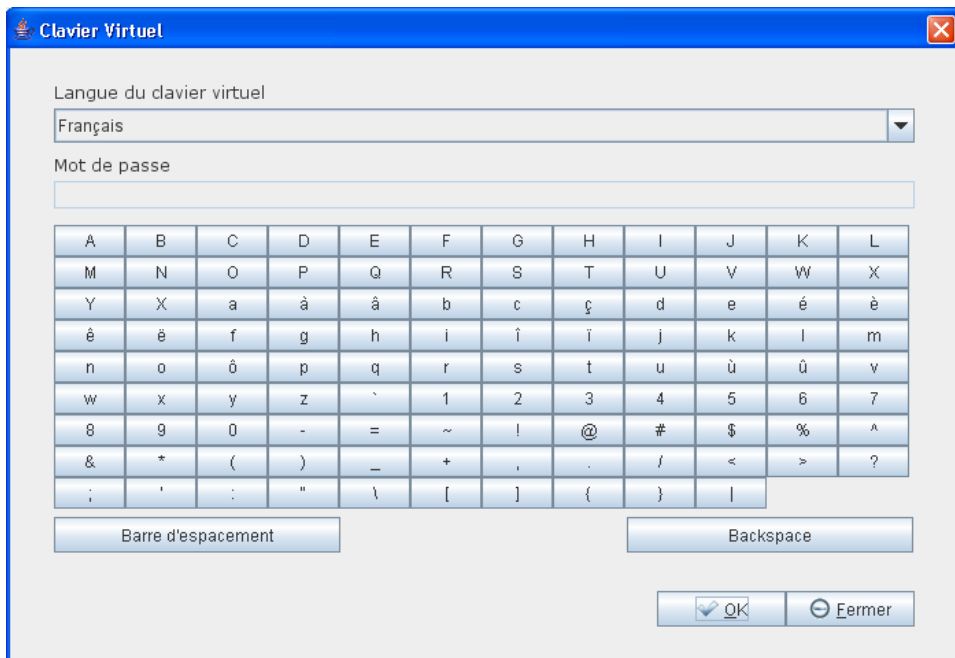 Clavier Virtuel
Langue du clavier virtuel
Français
Mot de passe
A B C D E F G H I J K L
M N O P Q R S T U V W X
Y X a à â b c ç d e é è
ê ë f g h i î ï j k l m
n o ô p q r s t u ù û v
w x y z ` 1 2 3 4 5 6 7
8 9 0 - = ~ ! @ # $ % ^
& * ( ) _ + , . / < > ?
; ' : " \ [ ] { } |
Barre d'espacement Backspace
OK Fermer